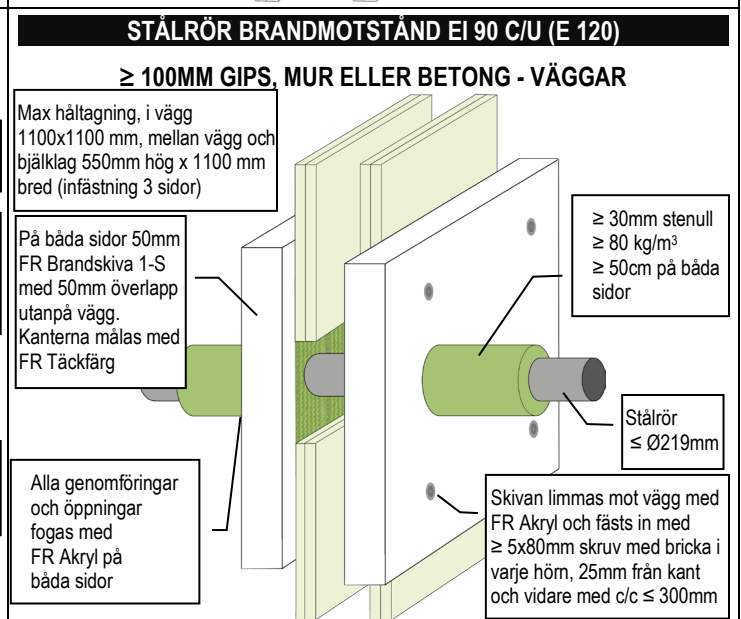 STÅLRÖR BRANDMOTSTÅND EI 90 C/U (E 120)
≥ 100MM GIPS, MUR ELLER BETONG - VÄGGAR
Max håltagning, i vägg
1100x1100 mm, mellan vägg och
bjälklag 550mm hög x 1100 mm
bred (infästning 3 sidor)
På båda sidor 50mm
FR Brandskiva 1-S
med 50mm överlapp
utanpå vägg.
Kanterna målas med
FR Täckfärg
≥ 30mm stenull
≥ 80 kg/m³
≥ 50cm på båda
sidor
Stålrör
≤ Ø219mm
Alla genomföringar
och öppningar
fogas med
FR Akryl på
båda sidor
Skivan limmas mot vägg med
FR Akryl och fästs in med
≥ 5x80mm skruv med bricka i
varje hörn, 25mm från kant
och vidare med c/c ≤ 300mm